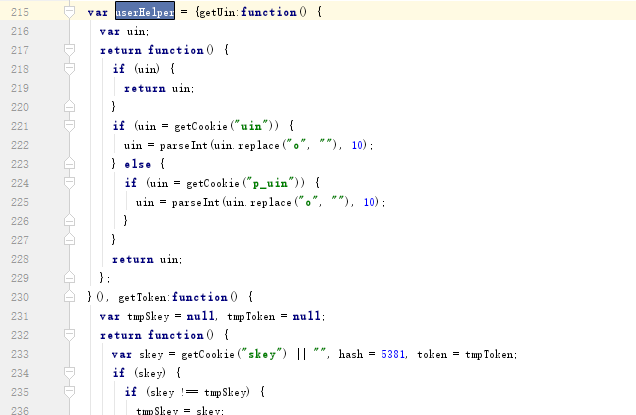 215 var userHelper = {getUin:function() {
216 var uin;
217 return function() {
218 if (uin) {
219 return uin;
220 }
221 if (uin = getCookie("uin")) {
222 uin = parseInt(uin.replace("o", ""), 10);
223 } else {
224 if (uin = getCookie("p_uin")) {
225 uin = parseInt(uin.replace("o", ""), 10);
226 }
227 }
228 return uin;
229 };
230 }(), getToken:function() {
231 var tmpSkey = null, tmpToken = null;
232 return function() {
233 var skey = getCookie("skey") || "", hash = 5381, token = tmpToken;
234 if (skey) {
235 if (skey !== tmpSkey) {
236 tmpSkey = skey;